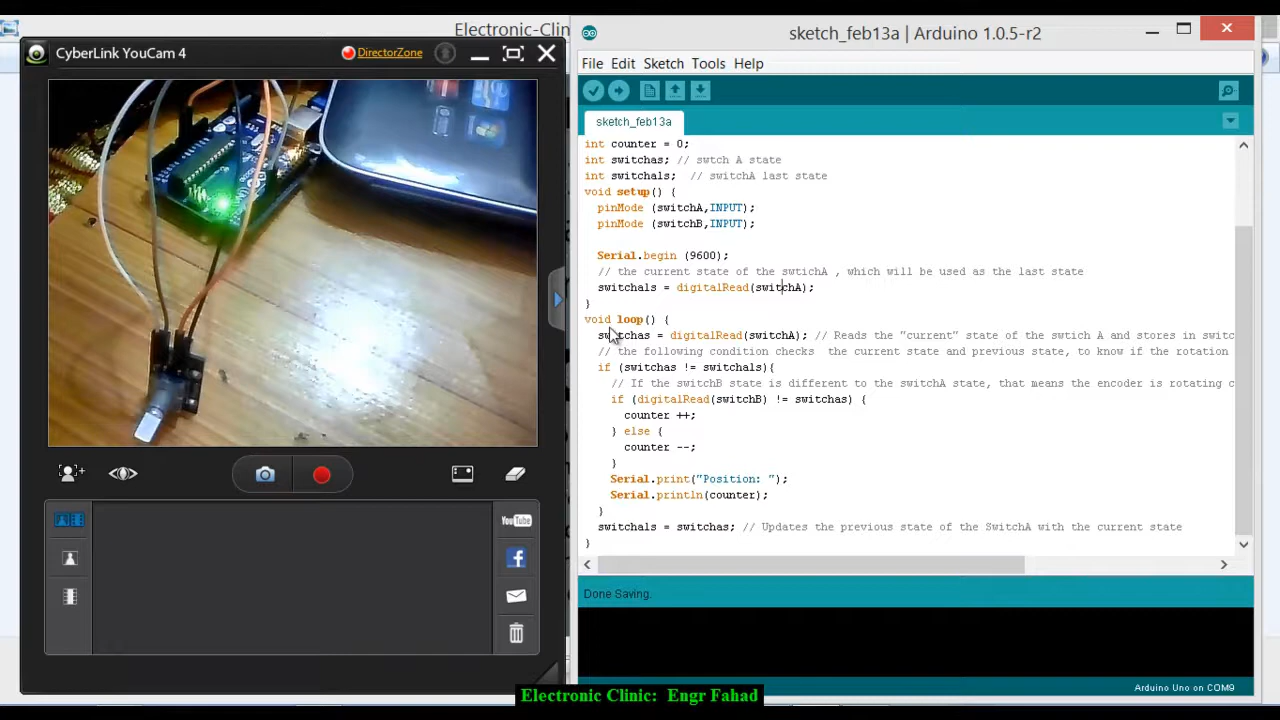 Electronic-Clin
CyberLink YouCam 4
DirectorZone
sketch_feb13a | Arduino 1.0.5-r2
File Edit Sketch Tools Help
sketch_feb13a
int counter = 0;
int switchas; // swtch A state
int switchals;  // switchA last state
void setup() {
pinMode (switchA,INPUT);
pinMode (switchB,INPUT);
Serial.begin (9600);
// the current state of the swtichA , which will be used as the last state
switchals = digitalRead(switchA);
}
void loop() {
switchas = digitalRead(switchA); // Reads the "current" state of the swtich A and stores in switc
// the following condition checks  the current state and previous state, to know if the rotation
if (switchas != switchals){
// If the switchB state is different to the switchA state, that means the encoder is rotating c
if (digitalRead(switchB) != switchas) {
counter ++;
} else {
counter --;
}
Serial.print("Position: ");
Serial.println(counter);
}
switchals = switchas; // Updates the previous state of the SwitchA with the current state
}
You Tube
Done Saving.
Arduino Uno on COM9
Electronic Clinic:  Engr Fahad